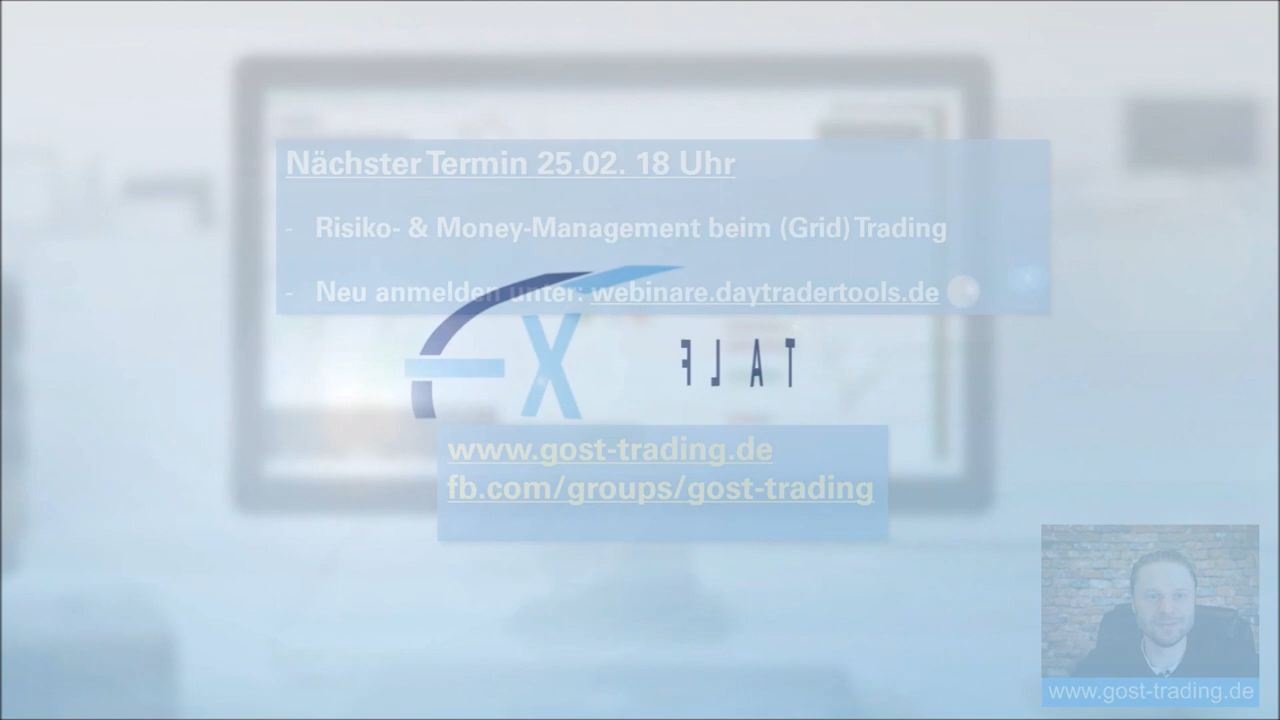 Nächster Termin 25.02. 18 Uhr
- Risiko- & Money-Management beim (Grid) Trading
- Neu anmelden unter: webinare.daytradertools.de
FX FLAT
www.gost-trading.de
fb.com/groups/gost-trading
www.gost-trading.de